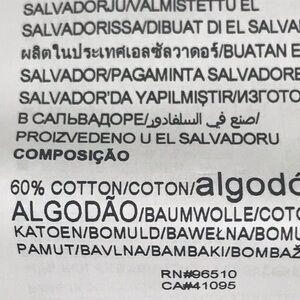 SALVADORJU/VALMISTETTU EL
SALVADORISSA/DIBUAT DI EL SALVA
ผลิตในประเทศเอลซัลวาดอร์/BUATAN E
SALVADOR/PAGAMINTA SALVADORE
SALVADOR'DA YAPILMIŞTIR/ИЗГОТО
В САЛЬВАДОРЕ/صنع في السلفادور/
PROIZVEDENO U EL SALVADORU
COMPOSIÇÃO
60% COTTON/COTON/algodó
ALGODÃO/BAUMWOLLE/COTO
KATOEN/BOMULD/BAWEŁNA/BOMU
PAMUT/BAVLNA/BAMBAKI/BOMBAŽ
RN#96510
CA#41095